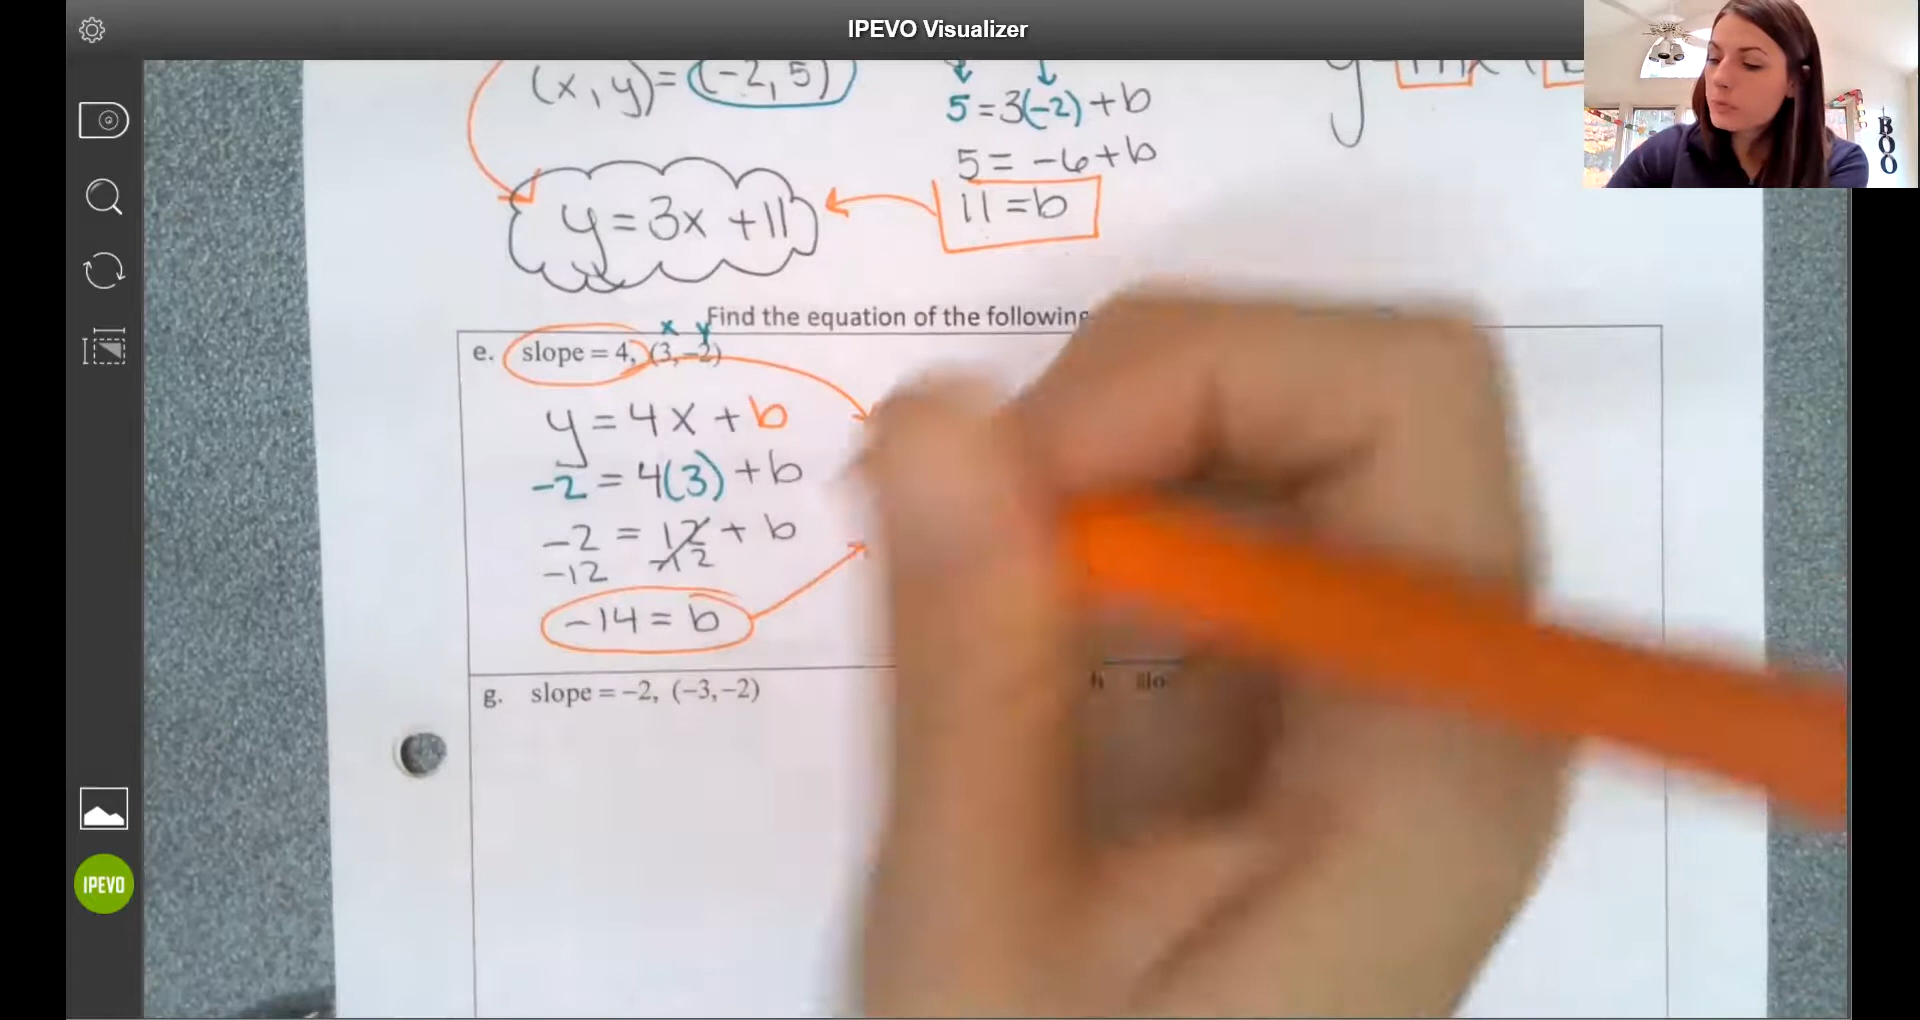 IPEVO Visualizer
(x, y) = (-2, 5)
5 = 3(-2) + b
5 = -6 + b
11 = b
y = 3x + 11
BOO
Find the equation of the following
x y
e. slope = 4, (3, −2)
y = 4x + b
-2 = 4(3) + b
-2 = 12 + b
-12 -12
-14 = b
g. slope = −2, (−3, −2)
IPEVO